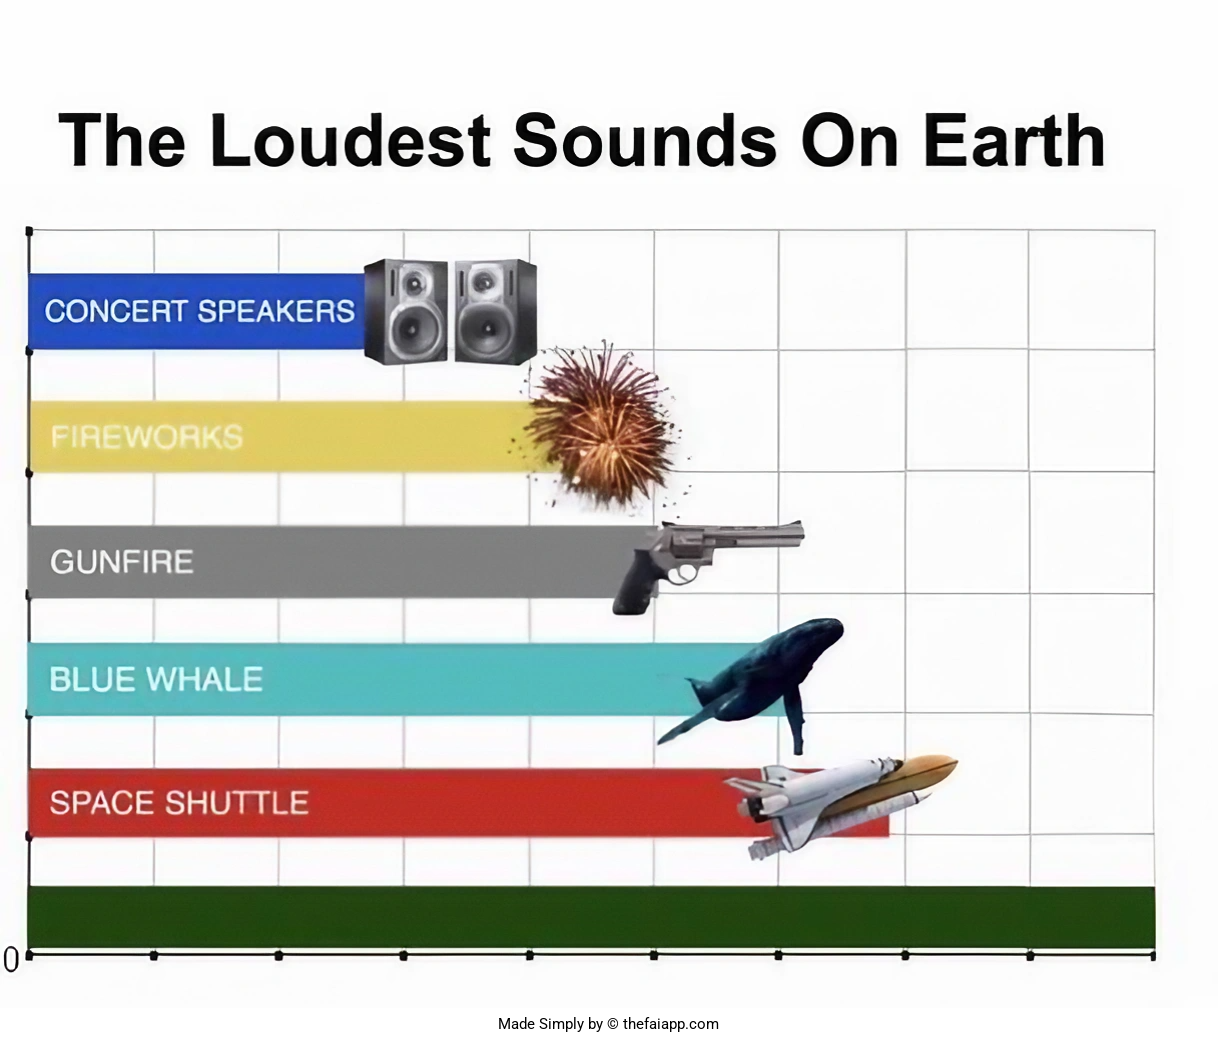 The Loudest Sounds On Earth
CONCERT SPEAKERS
FIREWORKS
GUNFIRE
BLUE WHALE
SPACE SHUTTLE
0
Made Simply by © thefaiapp.com